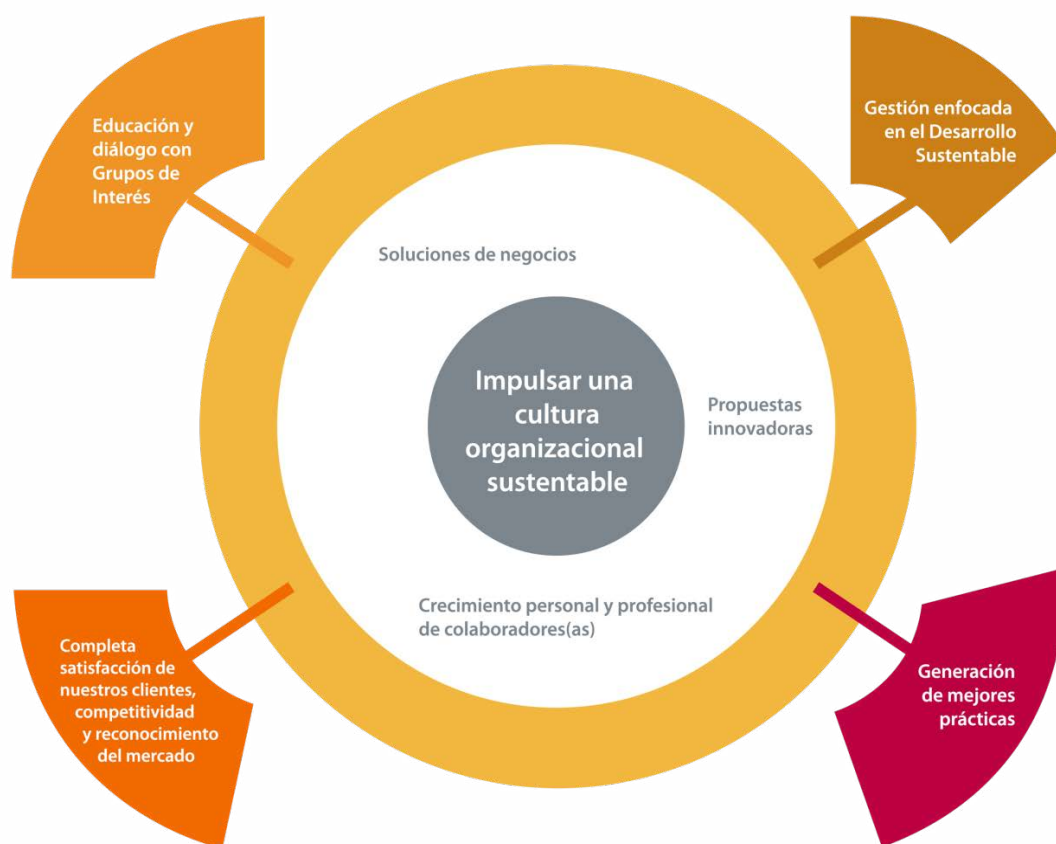 Educación y
diálogo con
Grupos de
Interés
Gestión enfocada
en el Desarrollo
Sustentable
Soluciones de negocios
Impulsar una
cultura
organizacional
sustentable
Propuestas
innovadoras
Crecimiento personal y profesional
de colaboradores(as)
Completa
satisfacción de
nuestros clientes,
competitividad
y reconocimiento
del mercado
Generación
de mejores
prácticas